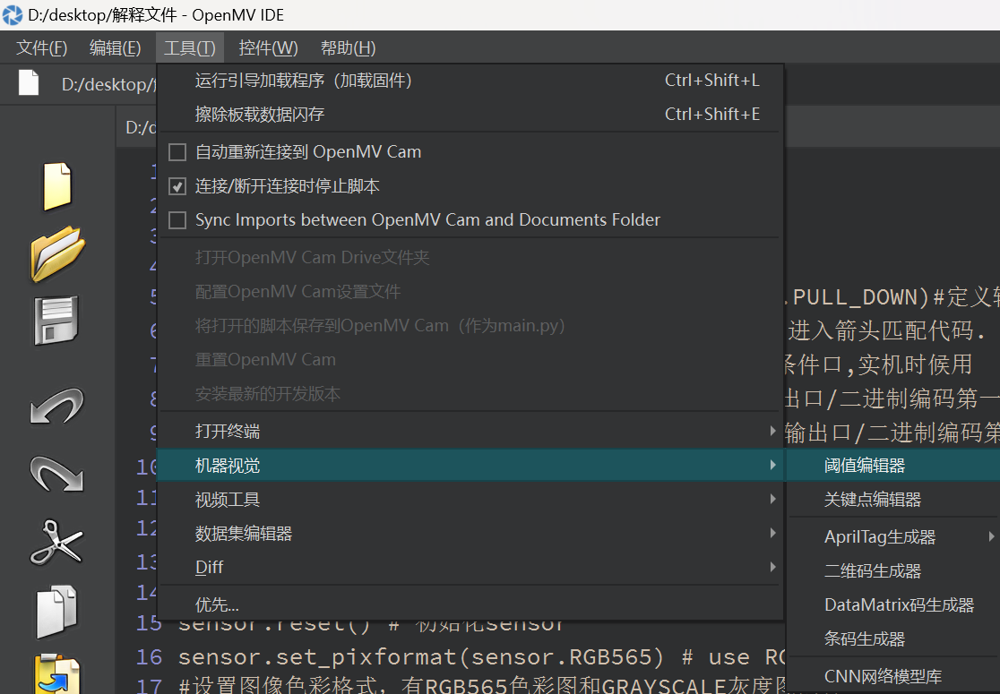 D:/desktop/解释文件 - OpenMV IDE
文件(F) 编辑(E) 工具(T) 控件(W) 帮助(H)
D:/desktop/
运行引导加载程序（加载固件） Ctrl+Shift+L
擦除板载数据闪存 Ctrl+Shift+E
D:/d
自动重新连接到 OpenMV Cam
连接/断开连接时停止脚本
Sync Imports between OpenMV Cam and Documents Folder
打开OpenMV Cam Drive文件夹
配置OpenMV Cam设置文件
5 .PULL_DOWN)#定义输
将打开的脚本保存到OpenMV Cam（作为main.py） 进入箭头匹配代码.
重置OpenMV Cam 条件口,实机时候用
安装最新的开发版本 出口/二进制编码第一
打开终端 输出口/二进制编码第
10 机器视觉 阈值编辑器
11 视频工具 关键点编辑器
12 数据集编辑器 AprilTag生成器
13 Diff 二维码生成器
14 优先... DataMatrix码生成器
15 sensor.reset() # 初始化sensor
条码生成器
16 sensor.set_pixformat(sensor.RGB565) # use RG
CNN网络模型库
17 #设置图像色彩格式，有RGB565色彩图和GRAYSCALE灰度图